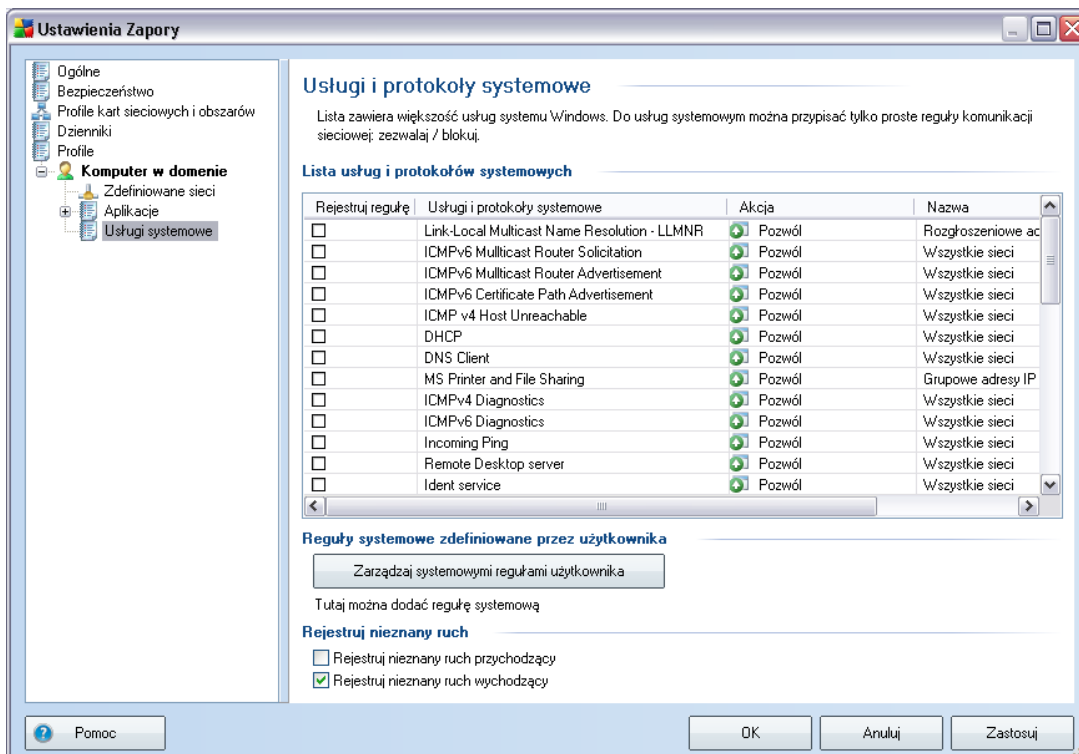 Ustawienia Zapory
Ogólne
Bezpieczeństwo
Profile kart sieciowych i obszarów
Dzienniki
Profile
Komputer w domenie
Zdefiniowane sieci
Aplikacje
Usługi systemowe
Usługi i protokoły systemowe
Lista zawiera większość usług systemu Windows. Do usług systemowym można przypisać tylko proste reguły komunikacji
sieciowej: zezwalaj / blokuj.
Lista usług i protokołów systemowych
Rejestruj regułę Usługi i protokoły systemowe Akcja Nazwa
Link-Local Multicast Name Resolution - LLMNR Pozwól Rozgłoszeniowe ad
ICMPv6 Mullticast Router Solicitation Pozwól Wszystkie sieci
ICMPv6 Mullticast Router Advertisement Pozwól Wszystkie sieci
ICMPv6 Certificate Path Advertisement Pozwól Wszystkie sieci
ICMP v4 Host Unreachable Pozwól Wszystkie sieci
DHCP Pozwól Wszystkie sieci
DNS Client Pozwól Wszystkie sieci
MS Printer and File Sharing Pozwól Grupowe adresy IP
ICMPv4 Diagnostics Pozwól Wszystkie sieci
ICMPv6 Diagnostics Pozwól Wszystkie sieci
Incoming Ping Pozwól Wszystkie sieci
Remote Desktop server Pozwól Wszystkie sieci
Ident service Pozwól Wszystkie sieci
Reguły systemowe zdefiniowane przez użytkownika
Zarządzaj systemowymi regułami użytkownika
Tutaj można dodać regułę systemową
Rejestruj nieznany ruch
Rejestruj nieznany ruch przychodzący
Rejestruj nieznany ruch wychodzący
Pomoc OK Anuluj Zastosuj